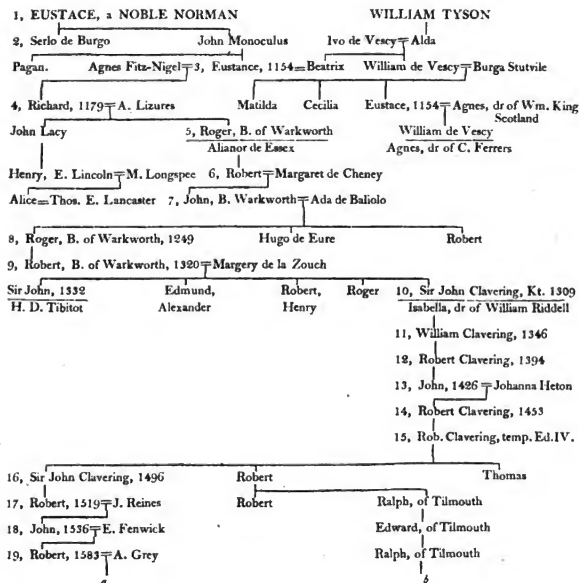 1, EUSTACE, a NOBLE NORMAN WILLIAM TYSON
2, Serlo de Burgo John Monoculus Ivo de Vescy=Alda
Pagan. Agnes Fitz-Nigel=3, Eustance, 1154=Beatrix William de Vescy=Burga Stutvile
4, Richard, 1179=A. Lizures Matilda Cecilia Eustace, 1154=Agnes, dr of Wm. King
Scotland
John Lacy 5, Roger, B. of Warkworth William de Vescy
Alianor de Essex Agnes, dr of C. Ferrers
Henry, E. Lincoln=M. Longspee 6, Robert=Margaret de Cheney
Alice=Thos. E. Lancaster 7, John, B. Warkworth=Ada de Baliolo
8, Roger, B. of Warkworth, 1249 Hugo de Eure Robert
9, Robert, B. of Warkworth, 1320=Margery de la Zouch
Sir John, 1332 Edmund, Robert, Roger 10, Sir John Clavering, Kt. 1309
H. D. Tibitot Alexander Henry Isabella, dr of William Riddell
11, William Clavering, 1346
12, Robert Clavering, 1394
13, John, 1426=Johanna Heton
14, Robert Clavering, 1453
15, Rob. Clavering, temp. Ed.IV.
16, Sir John Clavering, 1496 Robert Thomas
17, Robert, 1519=J. Reines Robert Ralph, of Tilmouth
18, John, 1536=E. Fenwick Edward, of Tilmouth
19, Robert, 1583=A. Grey Ralph, of Tilmouth
a b